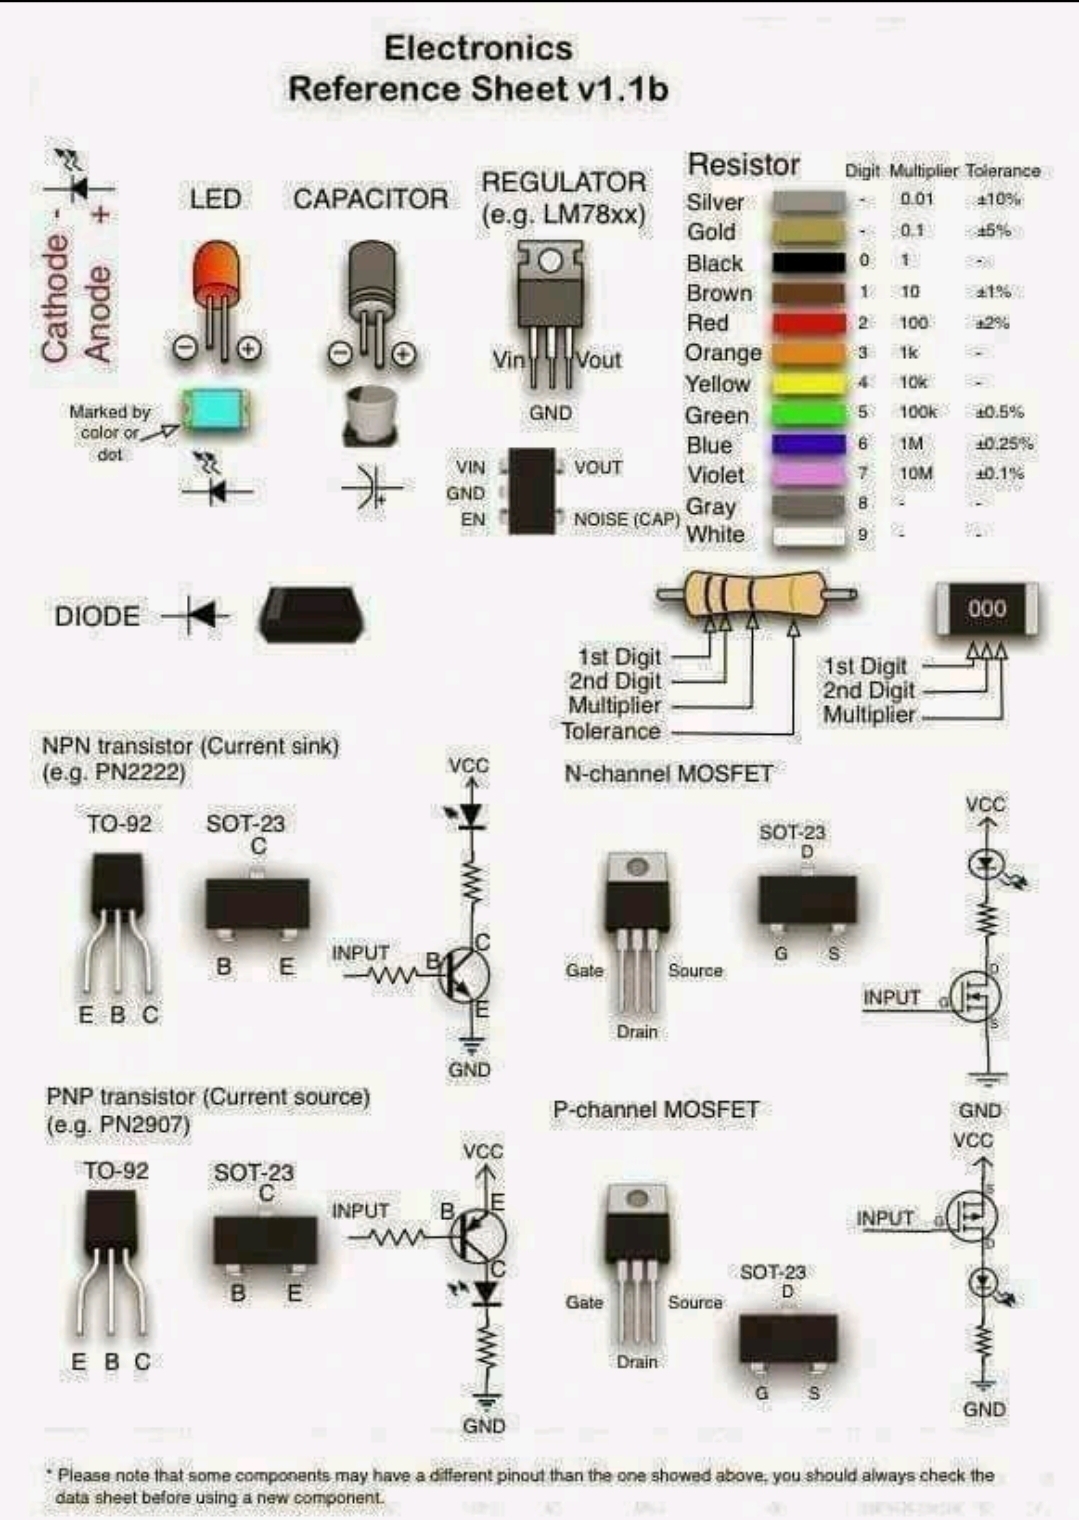 Electronics
Reference Sheet v1.1b
Cathode -
Anode +
LED
CAPACITOR
REGULATOR
(e.g. LM78xx)
Vin
Vout
GND
Marked by
color or
dot
VIN
GND
EN
VOUT
NOISE (CAP)
Resistor Digit Multiplier Tolerance
Silver - 0.01 ±10%
Gold - 0.1 ±5%
Black 0 1 -
Brown 1 10 ±1%
Red 2 100 ±2%
Orange 3 1k -
Yellow 4 10k -
Green 5 100k ±0.5%
Blue 6 1M ±0.25%
Violet 7 10M ±0.1%
Gray 8 - -
White 9 - -
DIODE
1st Digit
2nd Digit
Multiplier
Tolerance
000
1st Digit
2nd Digit
Multiplier
NPN transistor (Current sink)
(e.g. PN2222)
TO-92
E B C
SOT-23
C
B E
VCC
INPUT
B
C
E
GND
N-channel MOSFET
Gate
Source
Drain
SOT-23
D
G S
VCC
INPUT
G
D
S
GND
PNP transistor (Current source)
(e.g. PN2907)
TO-92
E B C
SOT-23
C
B E
VCC
INPUT
B
E
C
GND
P-channel MOSFET
Gate
Source
Drain
SOT-23
D
G S
VCC
INPUT
G
S
D
GND
* Please note that some components may have a different pinout than the one showed above, you should always check the
data sheet before using a new component.